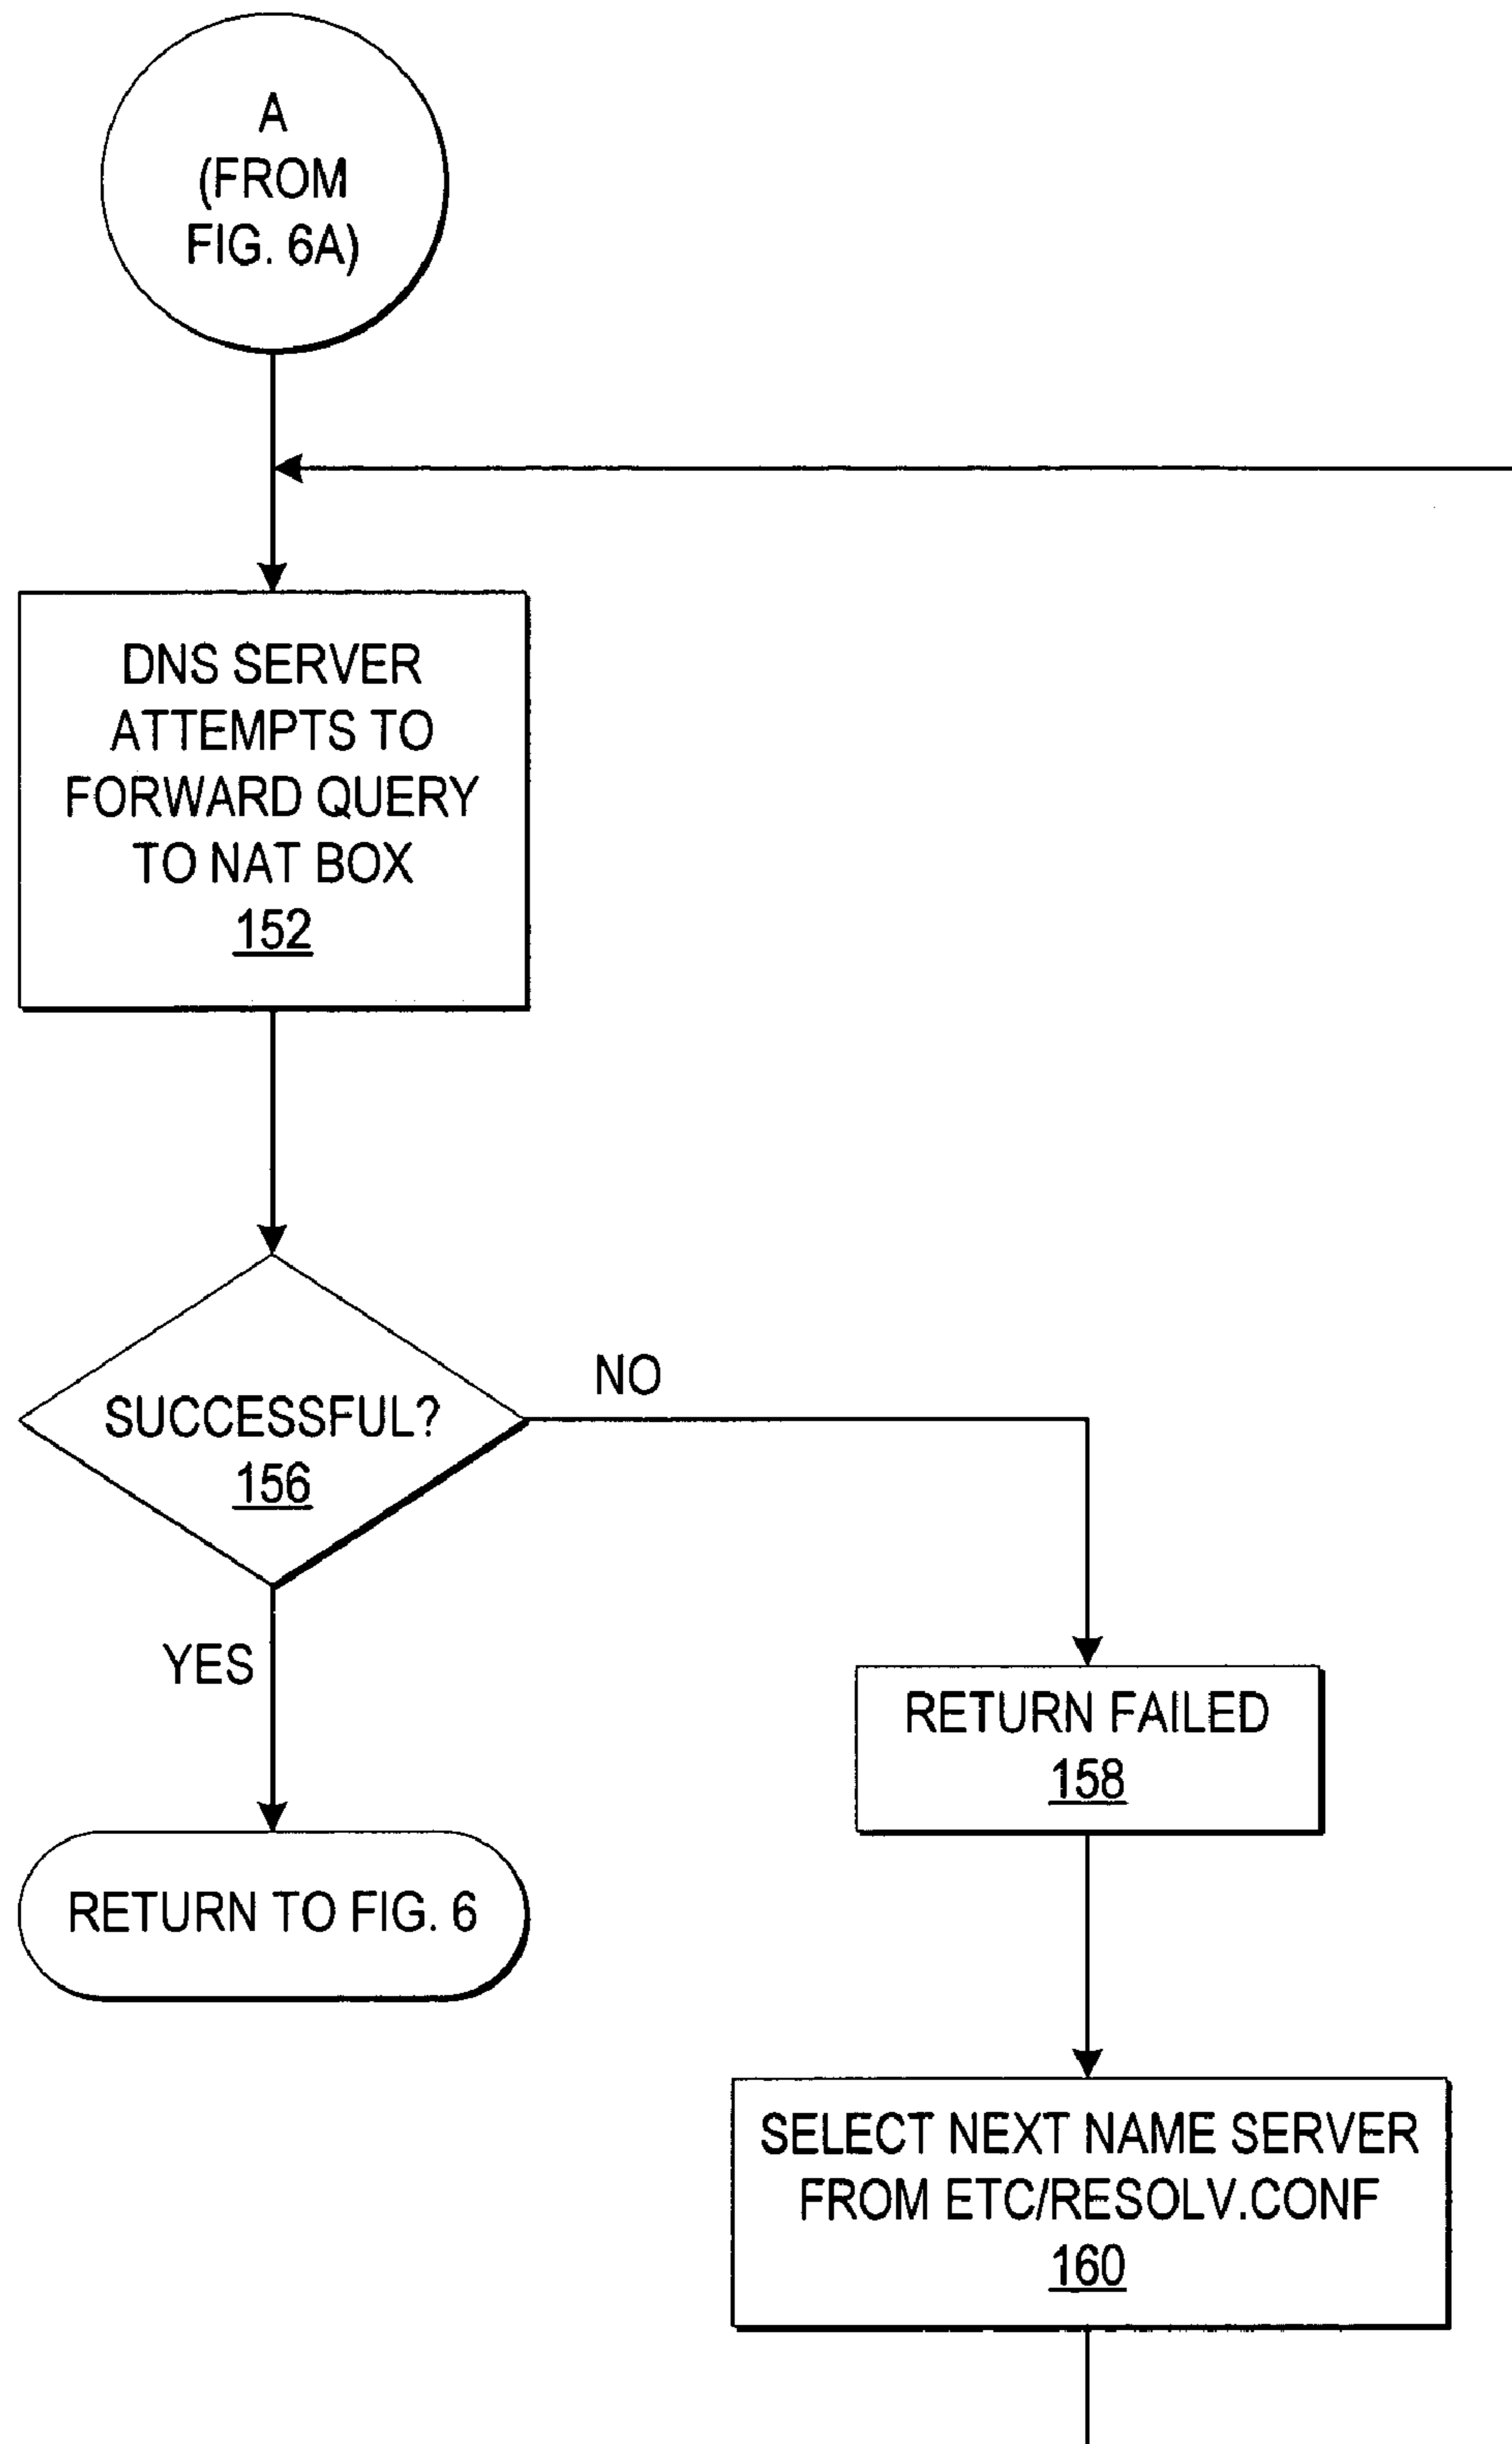 A
(FROM
FIG. 6A)
DNS SERVER
ATTEMPTS TO
FORWARD QUERY
TO NAT BOX
152
SUCCESSFUL?
156
NO
YES
RETURN FAILED
158
RETURN TO FIG. 6
SELECT NEXT NAME SERVER
FROM ETC/RESOLV.CONF
160